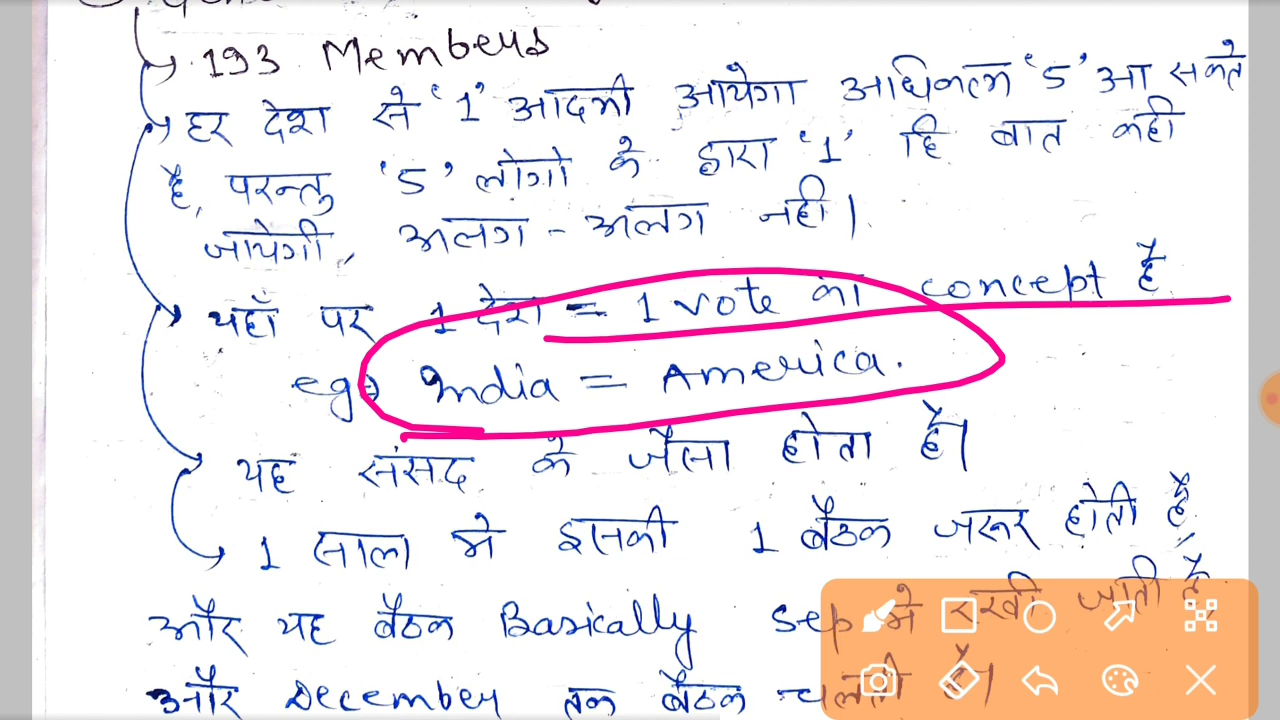 193 Members
हर देश से '1' आदमी आयेगा अधिकतम '5' आ सकते
है, परन्तु '5' लोगो के द्वारा '1' हि बात कही
जायेगी, अलग - अलग नही।
यहाँ पर 1 देश = 1 vote का concept है
eg India = America.
यह संसद के जैसा होता है।
1 साल मे इसकी 1 बैठक जरूर होती है,
और यह बैठक Basically Sep मे रखी जाती है
और December तक बैठक चलती है।